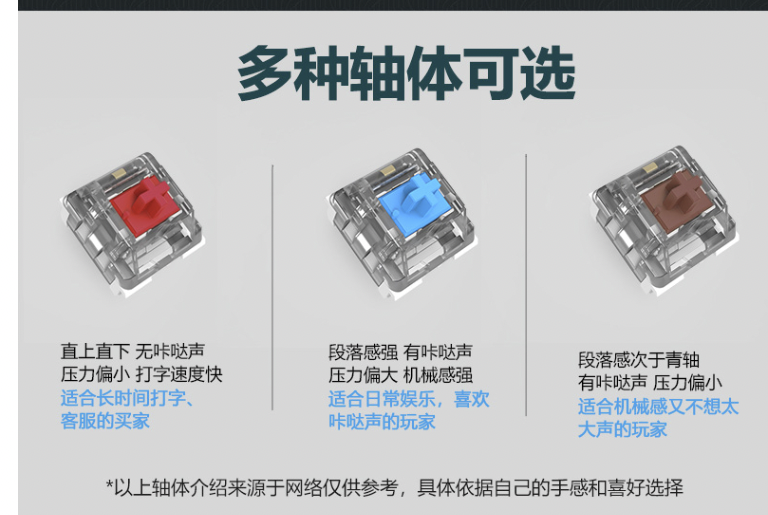 多种轴体可选
直上直下 无咔哒声
压力偏小 打字速度快
适合长时间打字、
客服的买家
段落感强 有咔哒声
压力偏大 机械感强
适合日常娱乐，喜欢
咔哒声的玩家
段落感次于青轴
有咔哒声 压力偏小
适合机械感又不想太
大声的玩家
*以上轴体介绍来源于网络仅供参考，具体依据自己的手感和喜好选择